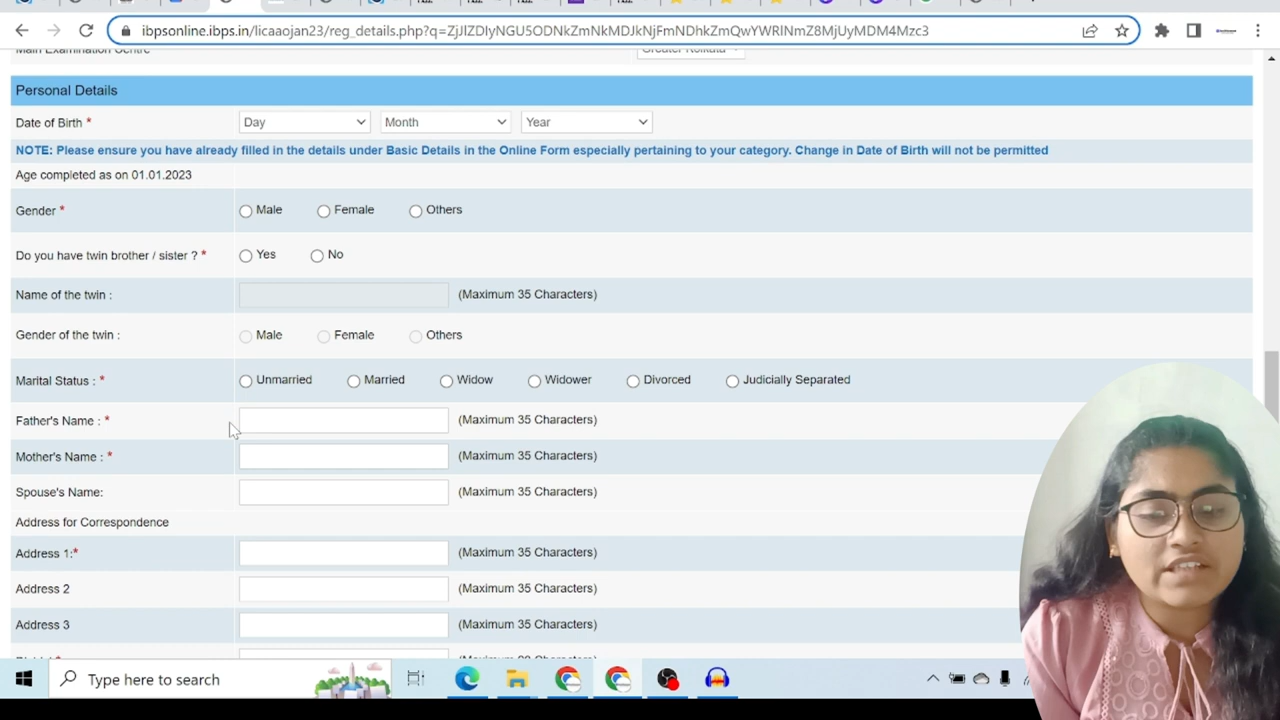 ibpsonline.ibps.in/licaaojan23/reg_details.php?q=ZjJIZDIyNGU5ODNkZmNkMDJkNjFmNDhkZmQwYWRlNmZ8MjUyMDM4Mzc3
Main Examination Centre Greater Kolkata
Personal Details
Date of Birth * Day Month Year
NOTE: Please ensure you have already filled in the details under Basic Details in the Online Form especially pertaining to your category. Change in Date of Birth will not be permitted
Age completed as on 01.01.2023
Gender * Male Female Others
Do you have twin brother / sister ? * Yes No
Name of the twin : (Maximum 35 Characters)
Gender of the twin : Male Female Others
Marital Status : * Unmarried Married Widow Widower Divorced Judicially Separated
Father's Name : * (Maximum 35 Characters)
Mother's Name : * (Maximum 35 Characters)
Spouse's Name: (Maximum 35 Characters)
Address for Correspondence
Address 1:* (Maximum 35 Characters)
Address 2 (Maximum 35 Characters)
Address 3 (Maximum 35 Characters)
Type here to search